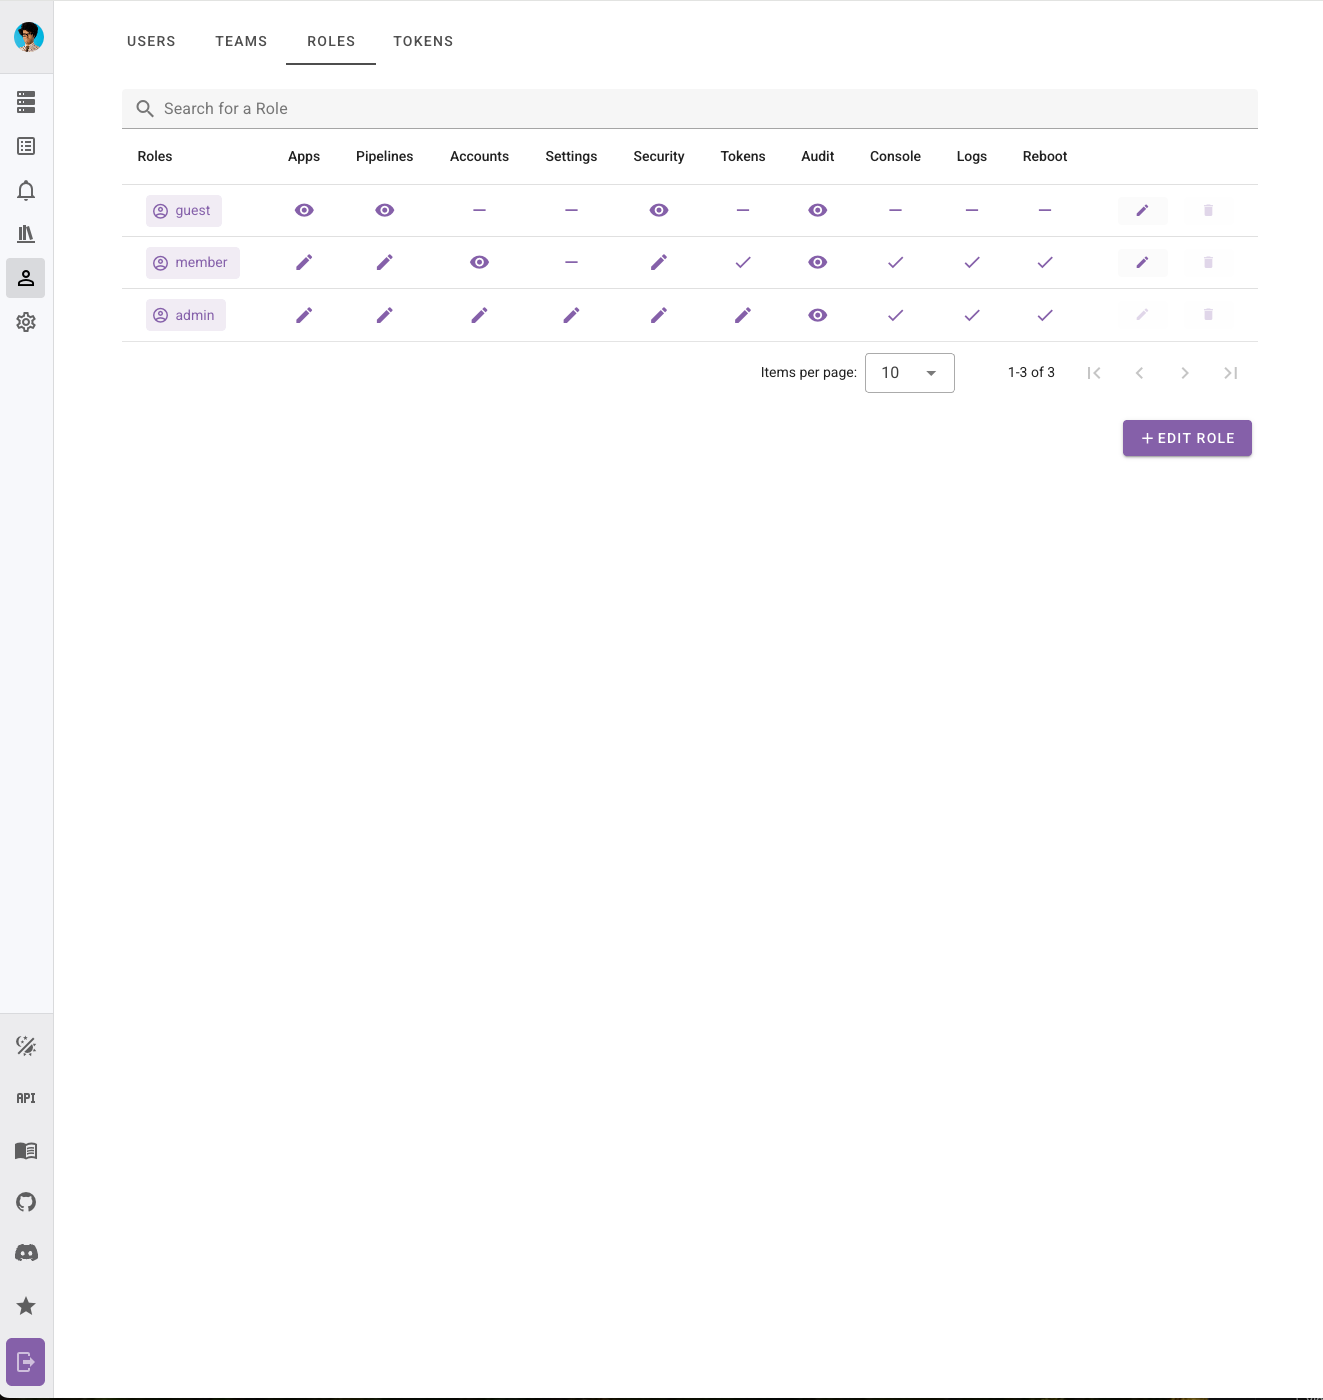 USERS TEAMS ROLES TOKENS
Search for a Role
Roles Apps Pipelines Accounts Settings Security Tokens Audit Console Logs Reboot
guest
member
admin
Items per page: 10 1-3 of 3
EDIT ROLE
API